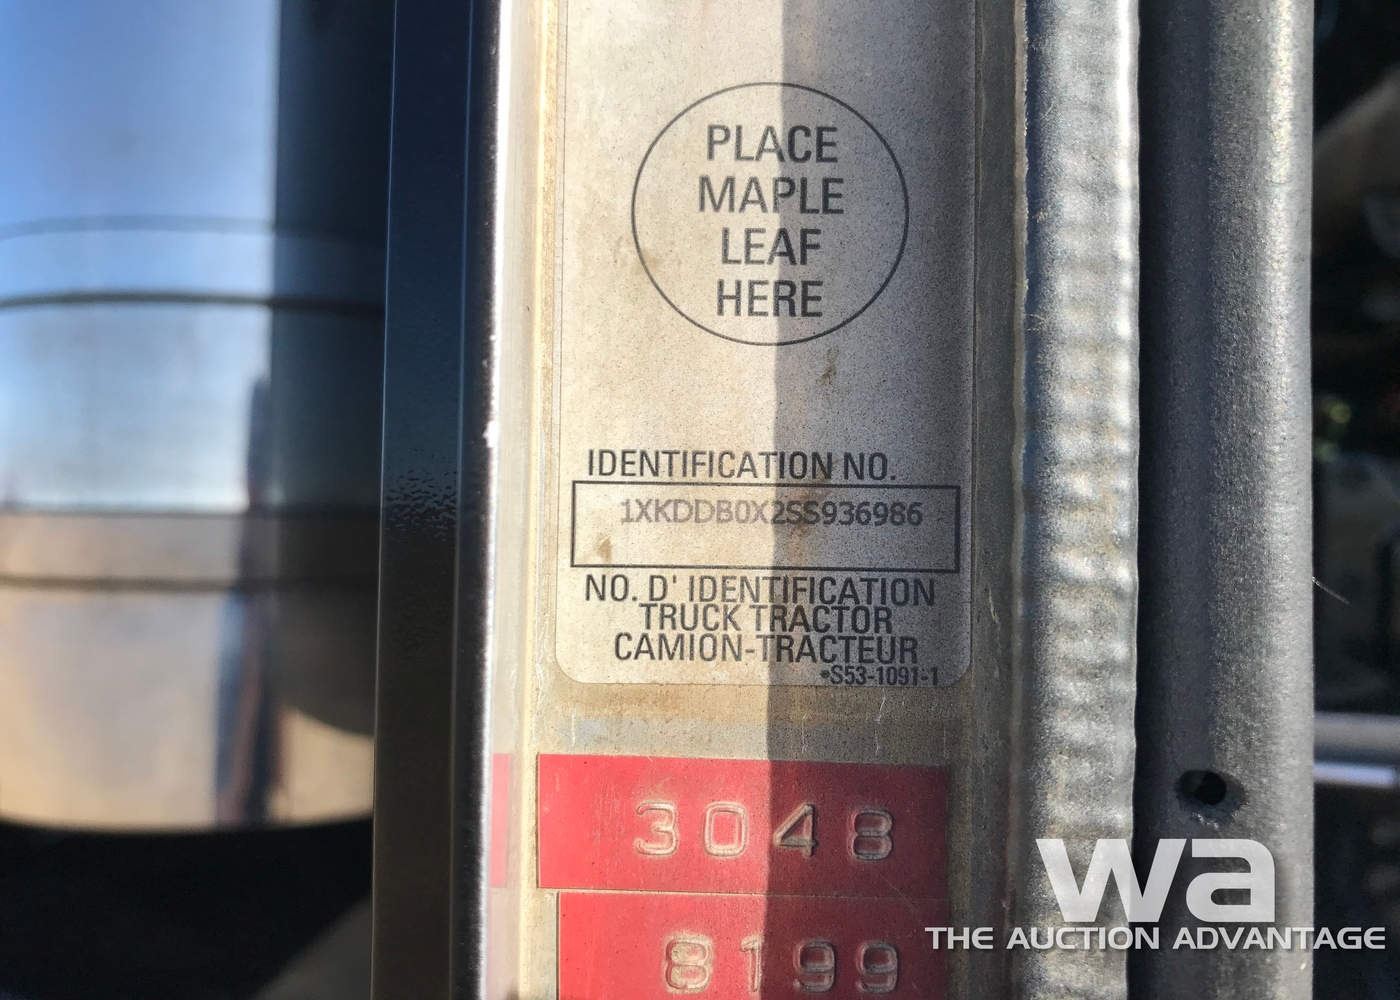 PLACE
MAPLE
LEAF
HERE
IDENTIFICATION NO.
1XKDDB0X2SS936986
NO. D' IDENTIFICATION
TRUCK TRACTOR
CAMION-TRACTEUR
•S53-1091-1
3048
8199
wa
THE AUCTION ADVANTAGE